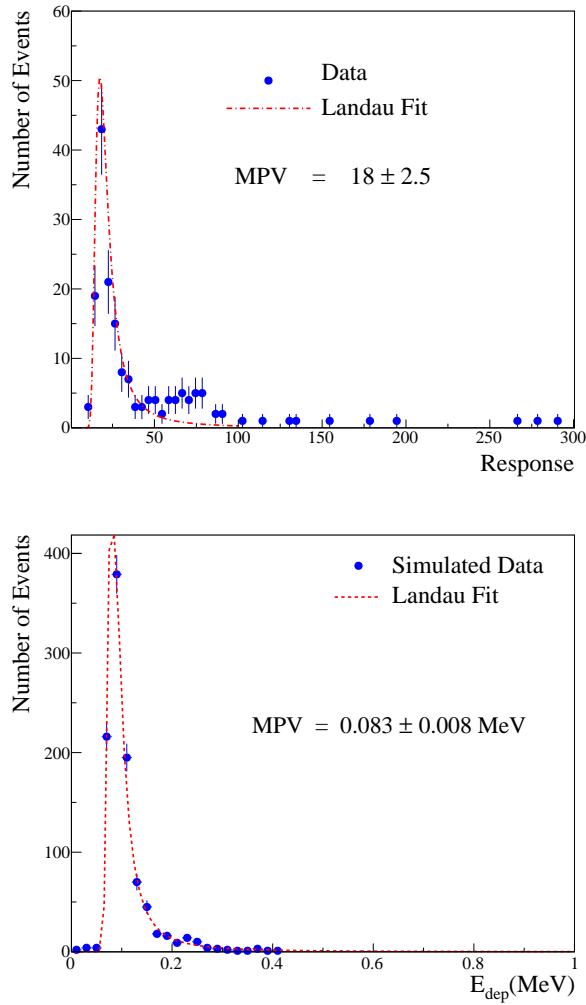 Number of Events
60
50
40
30
20
10
0
Data
Landau Fit
MPV = 18 ± 2.5
50 100 150 200 250 300
Response
Number of Events
400
300
200
100
0
Simulated Data
Landau Fit
MPV = 0.083 ± 0.008 MeV
0 0.2 0.4 0.6 0.8 1
E_dep(MeV)